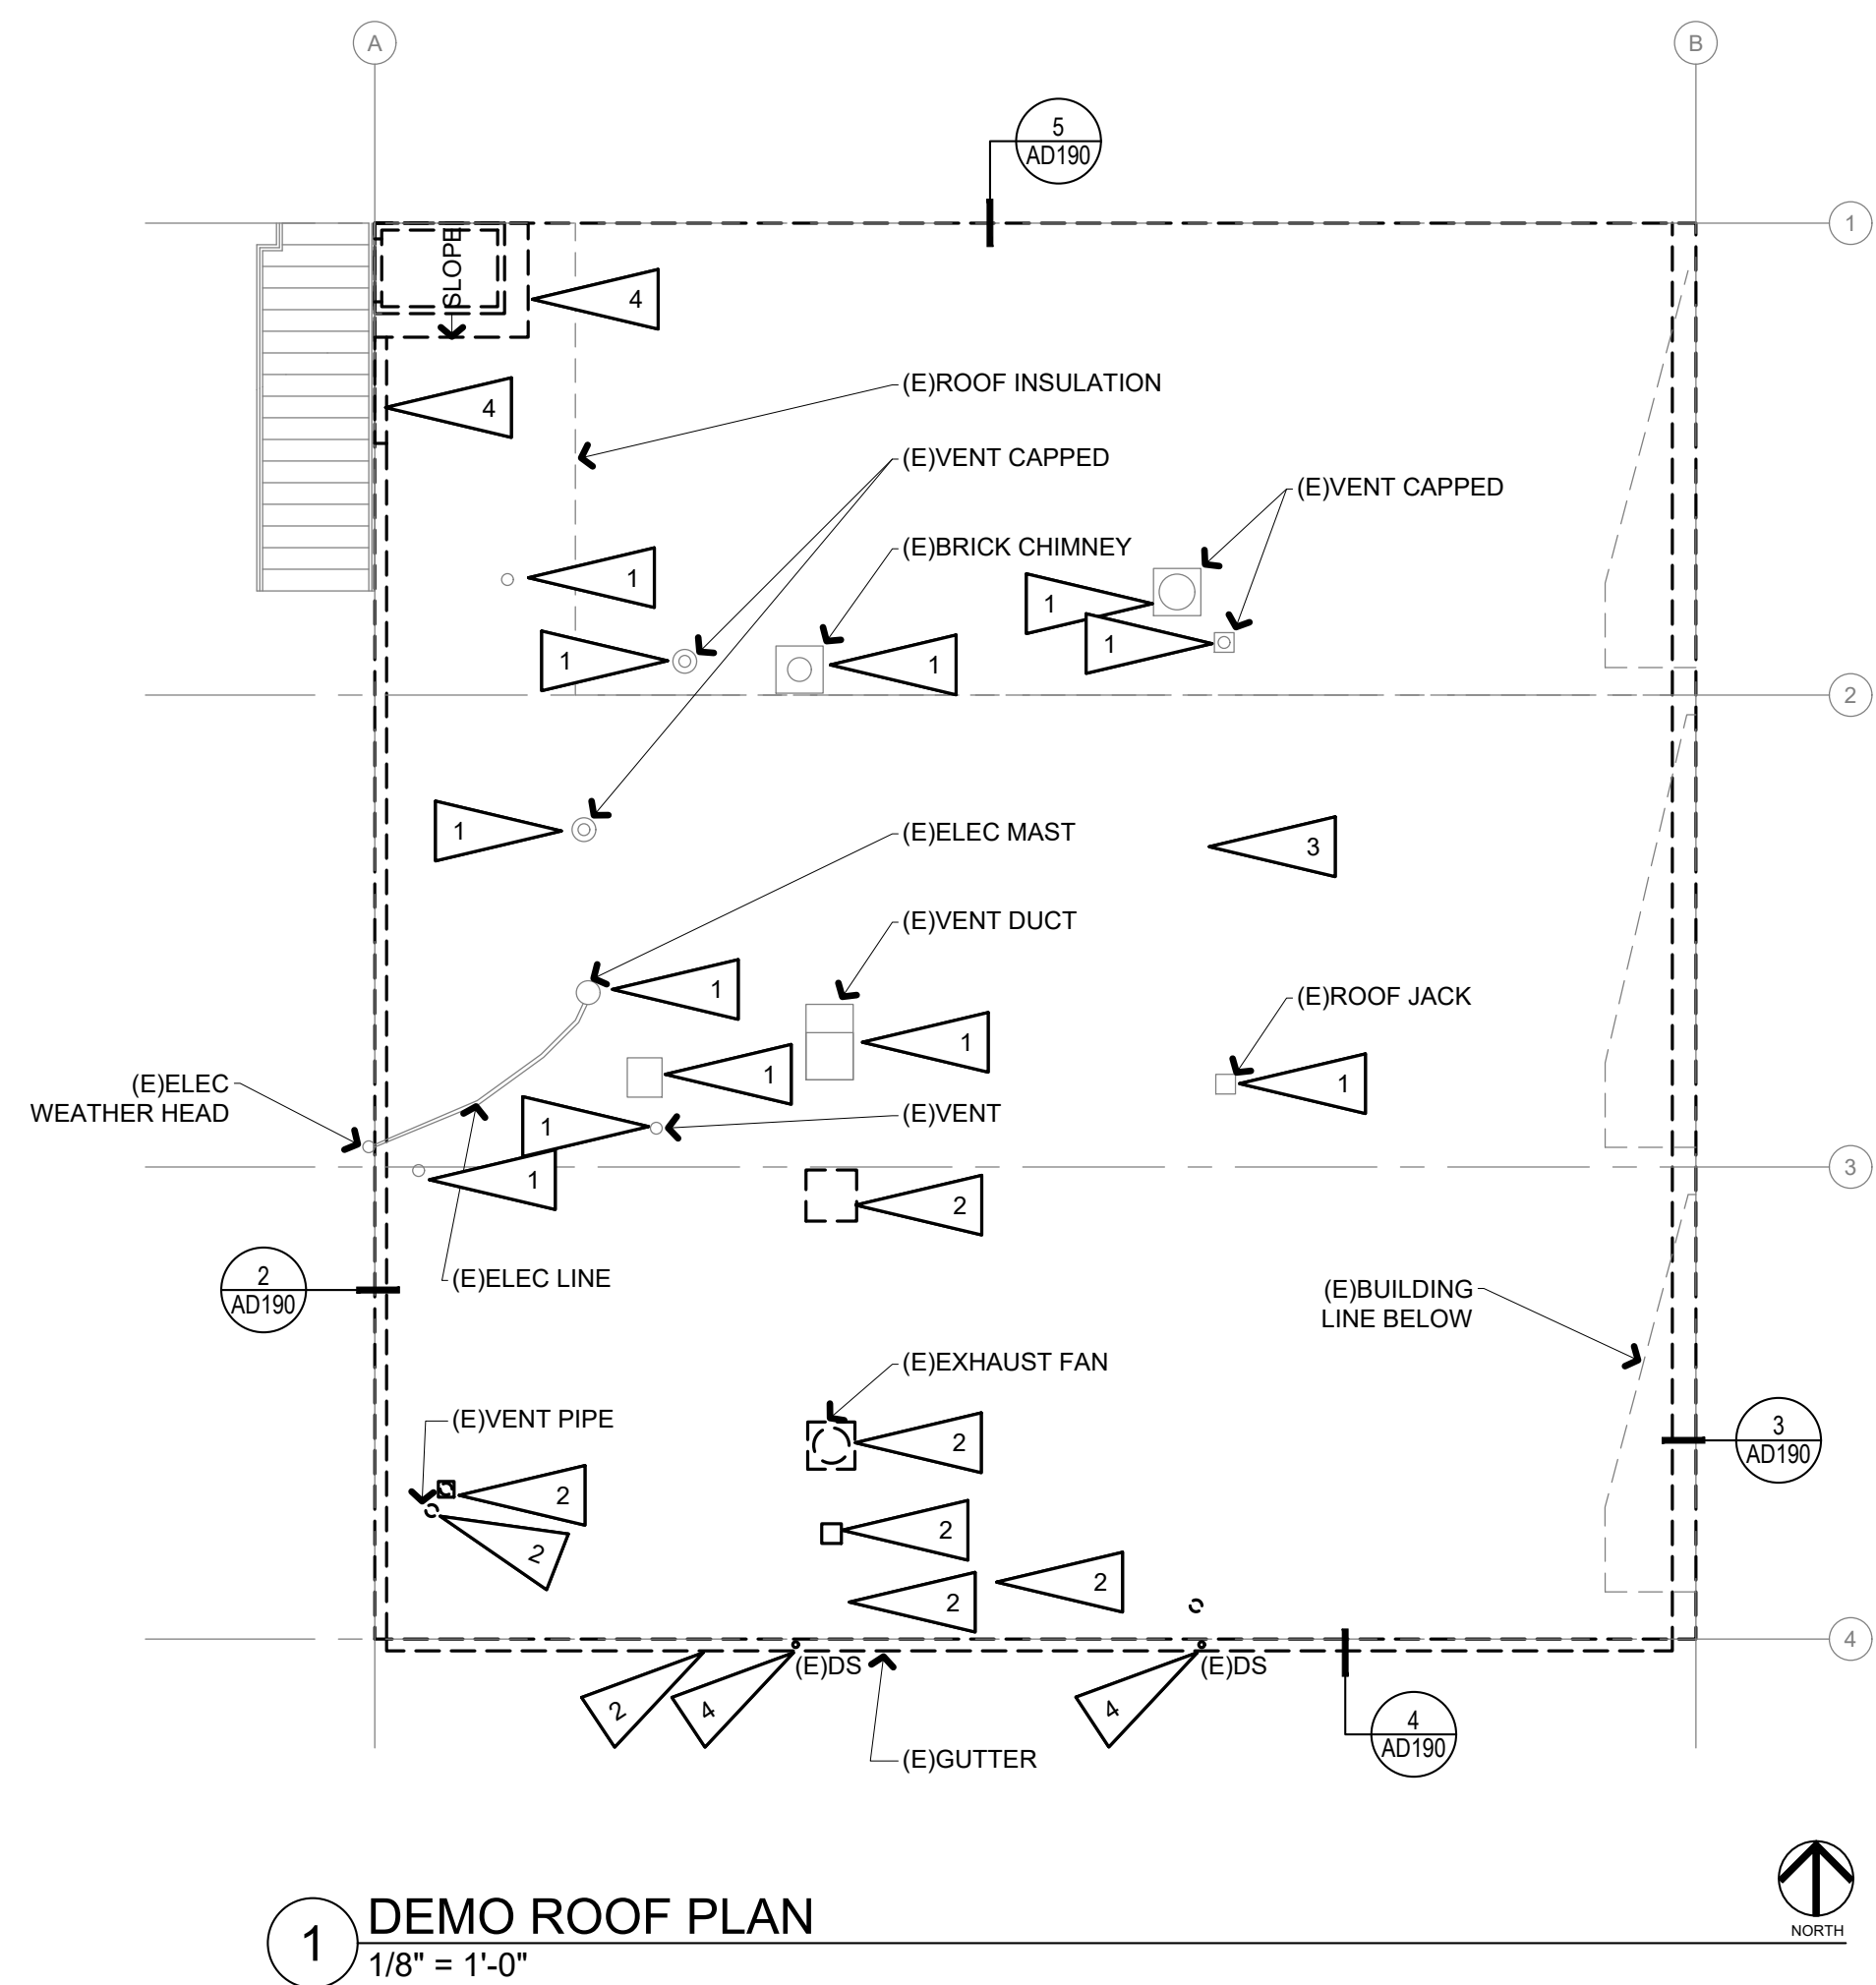 A
B
5
AD190
1
SLOPE
4
(E)ROOF INSULATION
4
(E)VENT CAPPED
(E)VENT CAPPED
(E)BRICK CHIMNEY
1
1
1
1
1
2
1
(E)ELEC MAST
3
(E)VENT DUCT
1
(E)ROOF JACK
1
1
1
(E)ELEC
WEATHER HEAD
(E)VENT
1
1
3
2
2
AD190
(E)ELEC LINE
(E)BUILDING
LINE BELOW
(E)EXHAUST FAN
(E)VENT PIPE
2
3
AD190
2
2
2
2
2
4
(E)DS
(E)DS
2
4
4
4
AD190
(E)GUTTER
1
DEMO ROOF PLAN
1/8" = 1'-0"
NORTH